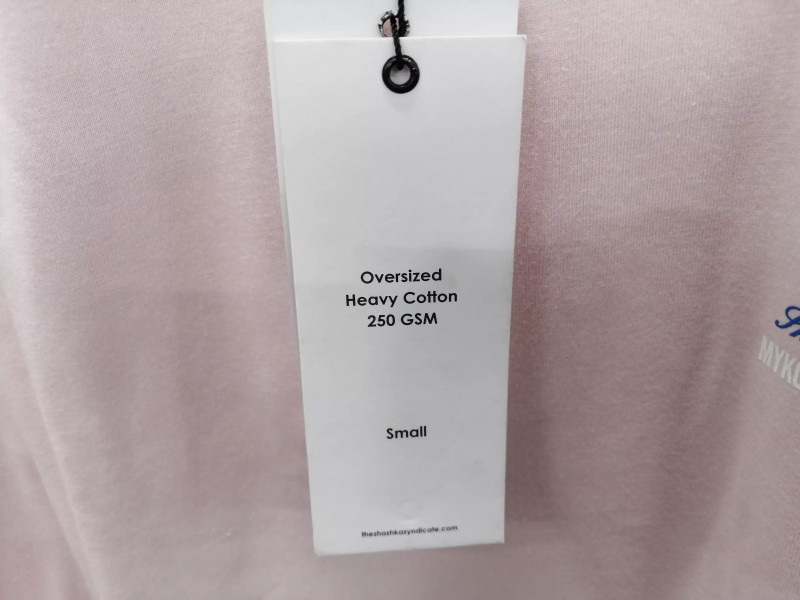 Oversized
Heavy Cotton
250 GSM
Small
theshashkasyndicate.com